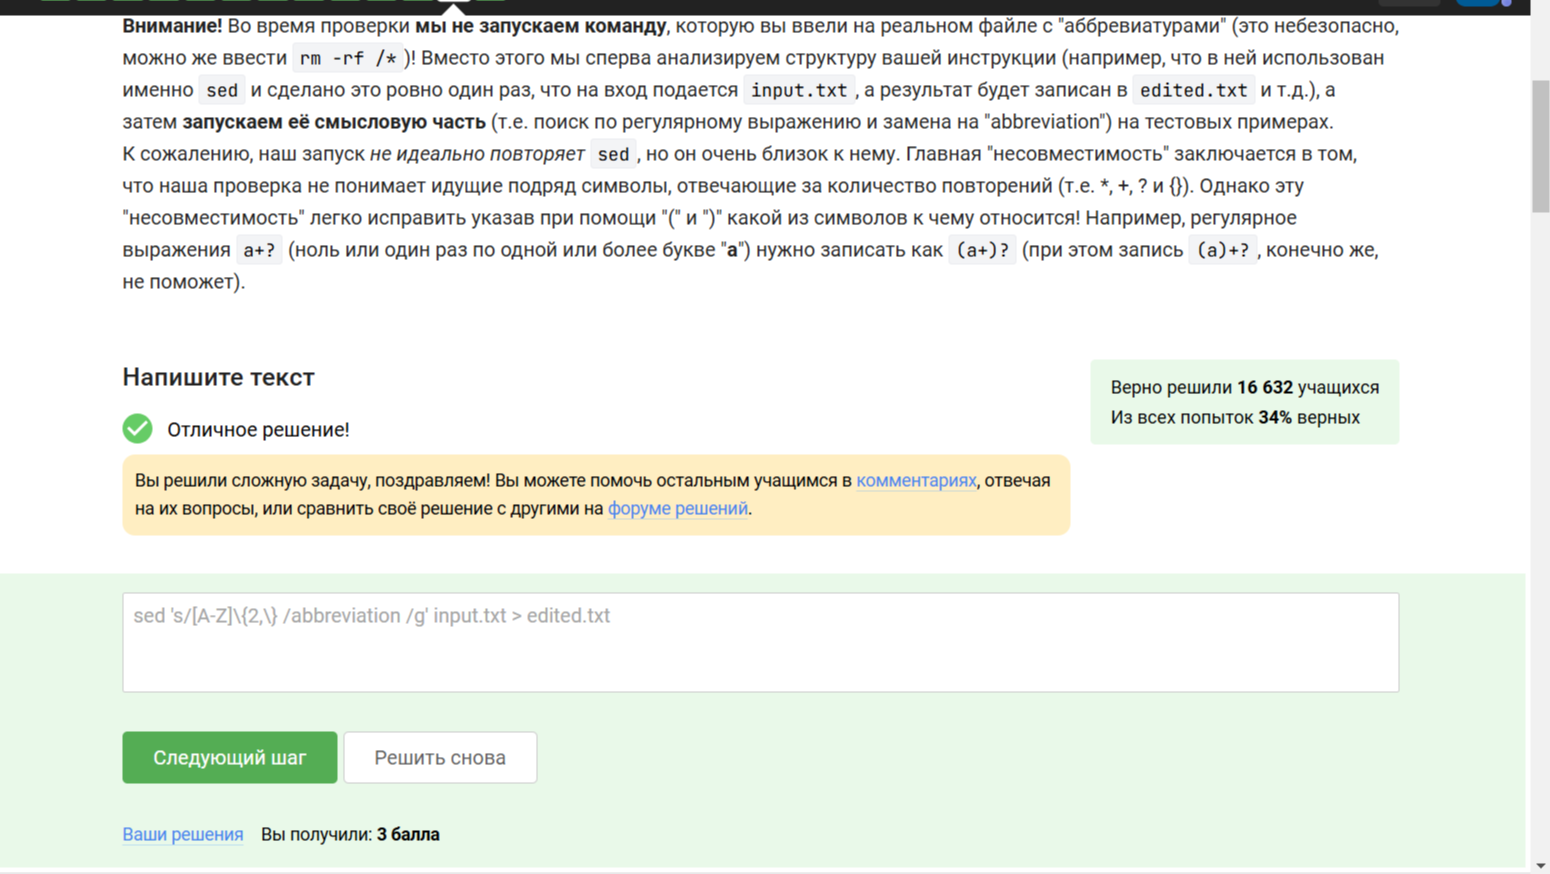 Внимание! Во время проверки мы не запускаем команду, которую вы ввели на реальном файле с "аббревиатурами" (это небезопасно,
можно же ввести rm -rf /* )! Вместо этого мы сперва анализируем структуру вашей инструкции (например, что в ней использован
именно sed и сделано это ровно один раз, что на вход подается input.txt , а результат будет записан в edited.txt и т.д.), а
затем запускаем её смысловую часть (т.е. поиск по регулярному выражению и замена на "abbreviation") на тестовых примерах.
К сожалению, наш запуск не идеально повторяет sed , но он очень близок к нему. Главная "несовместимость" заключается в том,
что наша проверка не понимает идущие подряд символы, отвечающие за количество повторений (т.е. *, +, ? и {}). Однако эту
"несовместимость" легко исправить указав при помощи "(" и ")" какой из символов к чему относится! Например, регулярное
выражения a+? (ноль или один раз по одной или более букве "a") нужно записать как (a+)? (при этом запись (a)+? , конечно же,
не поможет).
Напишите текст
Верно решили 16 632 учащихся
Из всех попыток 34% верных
Отличное решение!
Вы решили сложную задачу, поздравляем! Вы можете помочь остальным учащимся в комментариях, отвечая
на их вопросы, или сравнить своё решение с другими на форуме решений.
sed 's/[A-Z]\{2,\} /abbreviation /g' input.txt > edited.txt
Следующий шаг
Решить снова
Ваши решения Вы получили: 3 балла